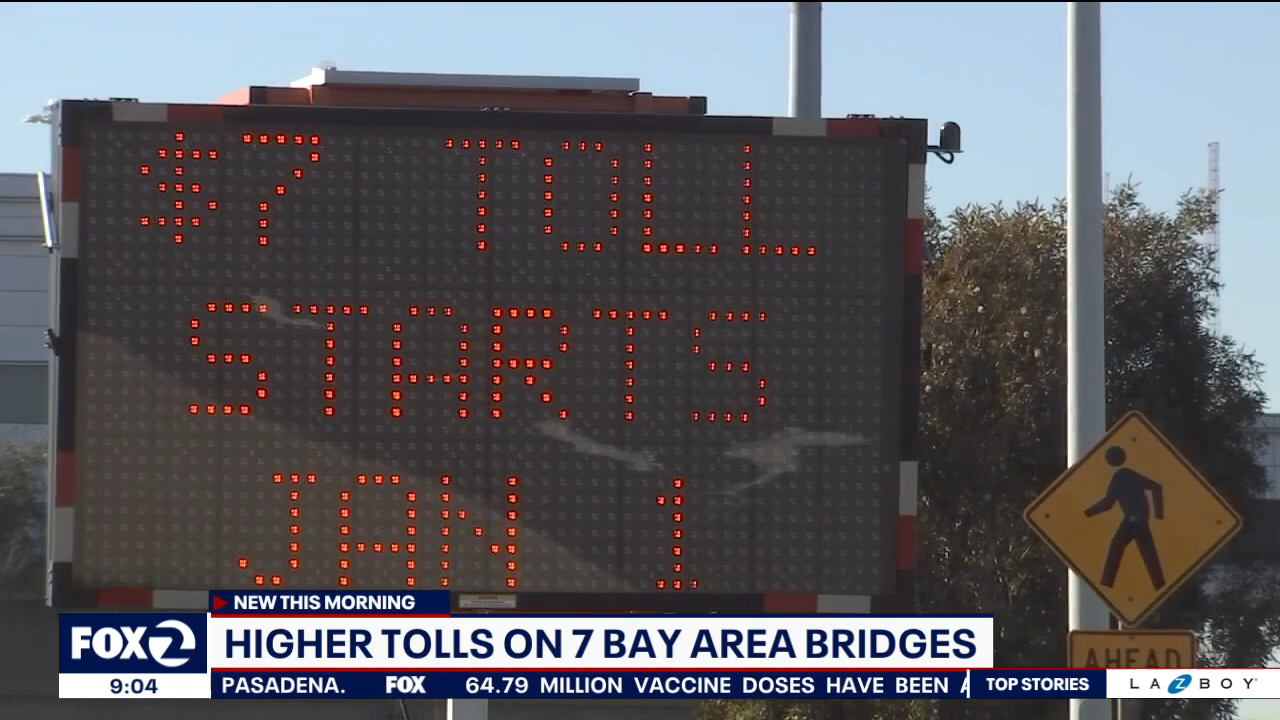 $7 TOLL
STARTS
JAN 1
AHEAD
NEW THIS MORNING
FOX 2
HIGHER TOLLS ON 7 BAY AREA BRIDGES
9:04
PASADENA. FOX 64.79 MILLION VACCINE DOSES HAVE BEEN
TOP STORIES
LA Z BOY